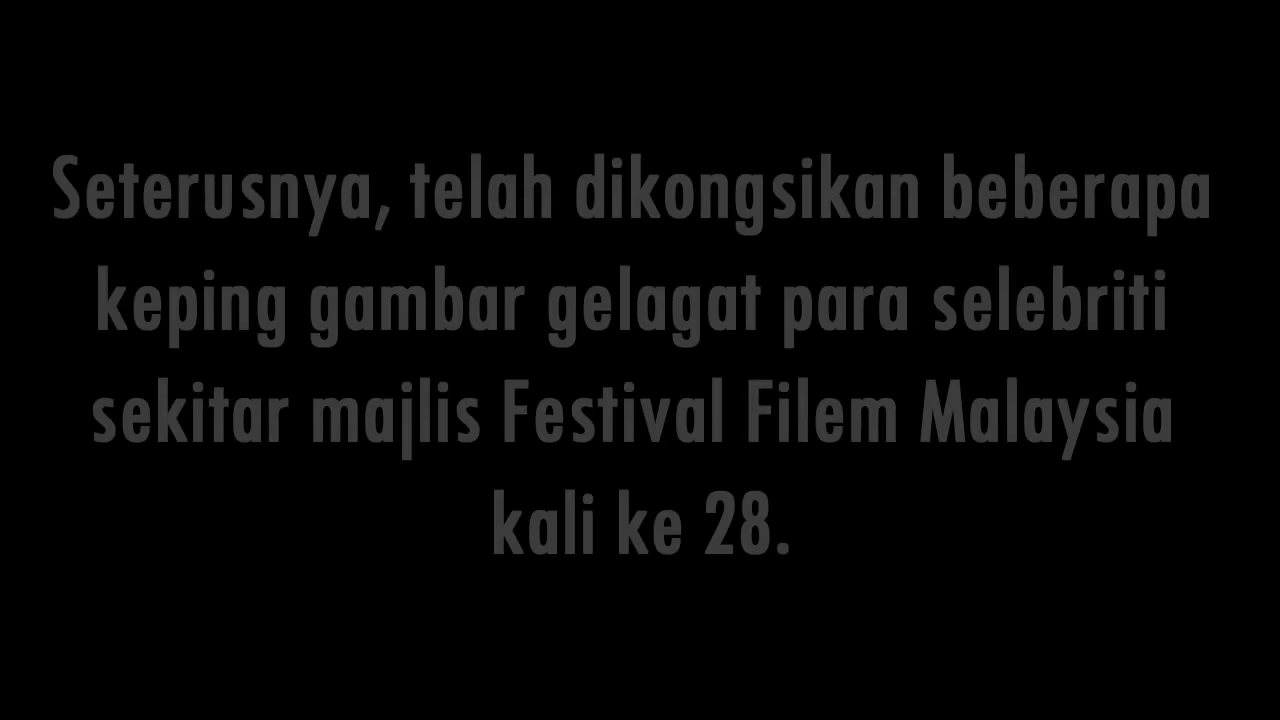 Seterusnya, telah dikongsikan beberapa
keping gambar gelagat para selebriti
sekitar majlis Festival Filem Malaysia
kali ke 28.